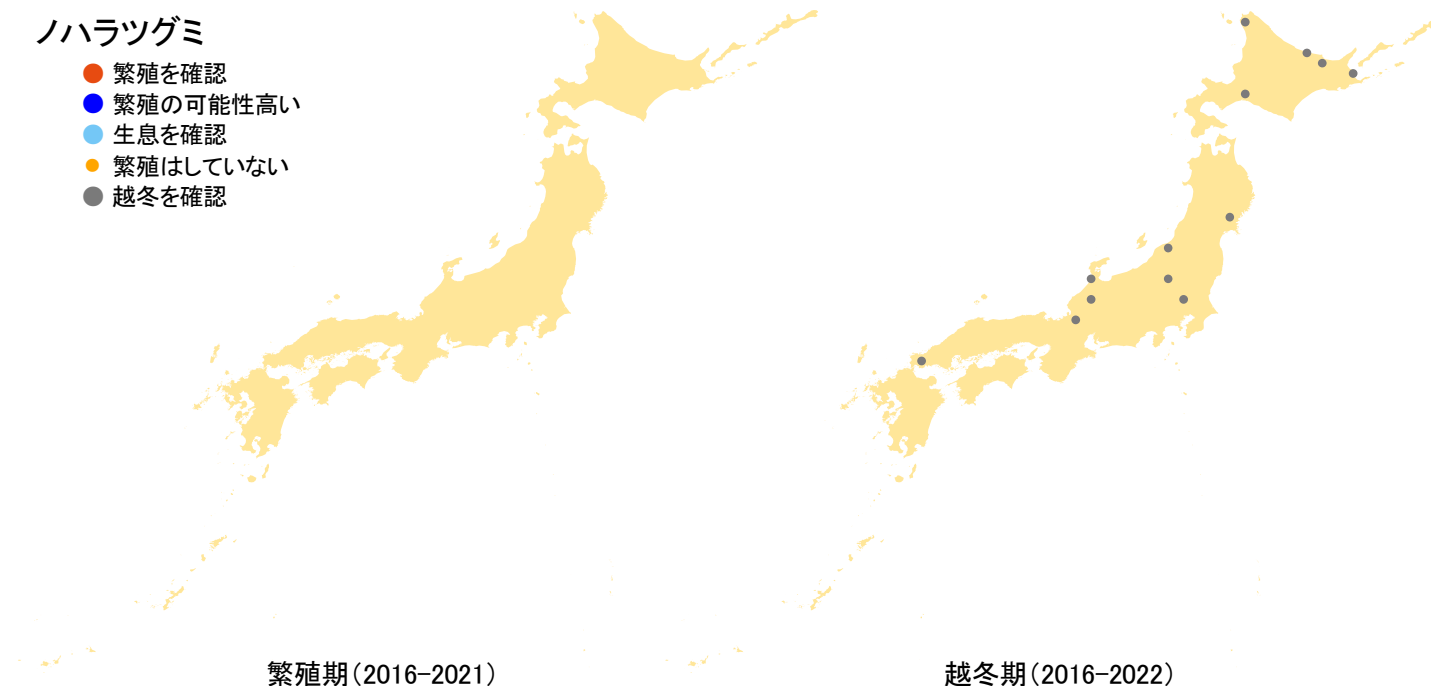 ノハラツグミ
繁殖を確認
繁殖の可能性高い
生息を確認
繁殖はしていない
越冬を確認
繁殖期(2016-2021)
越冬期(2016-2022)